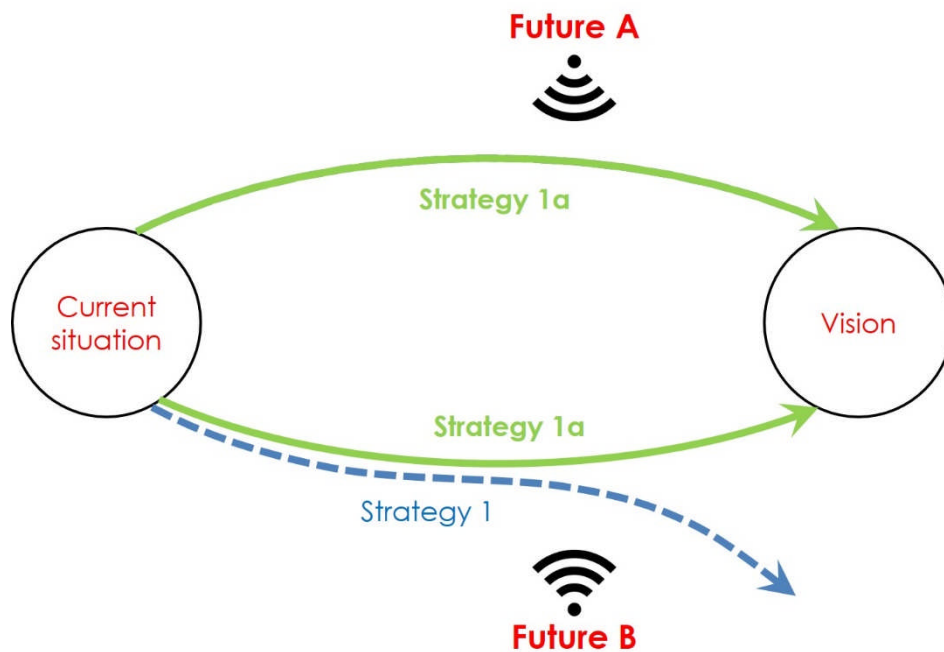 Future A
Strategy 1a
Current
situation
Vision
Strategy 1a
Strategy 1
Future B